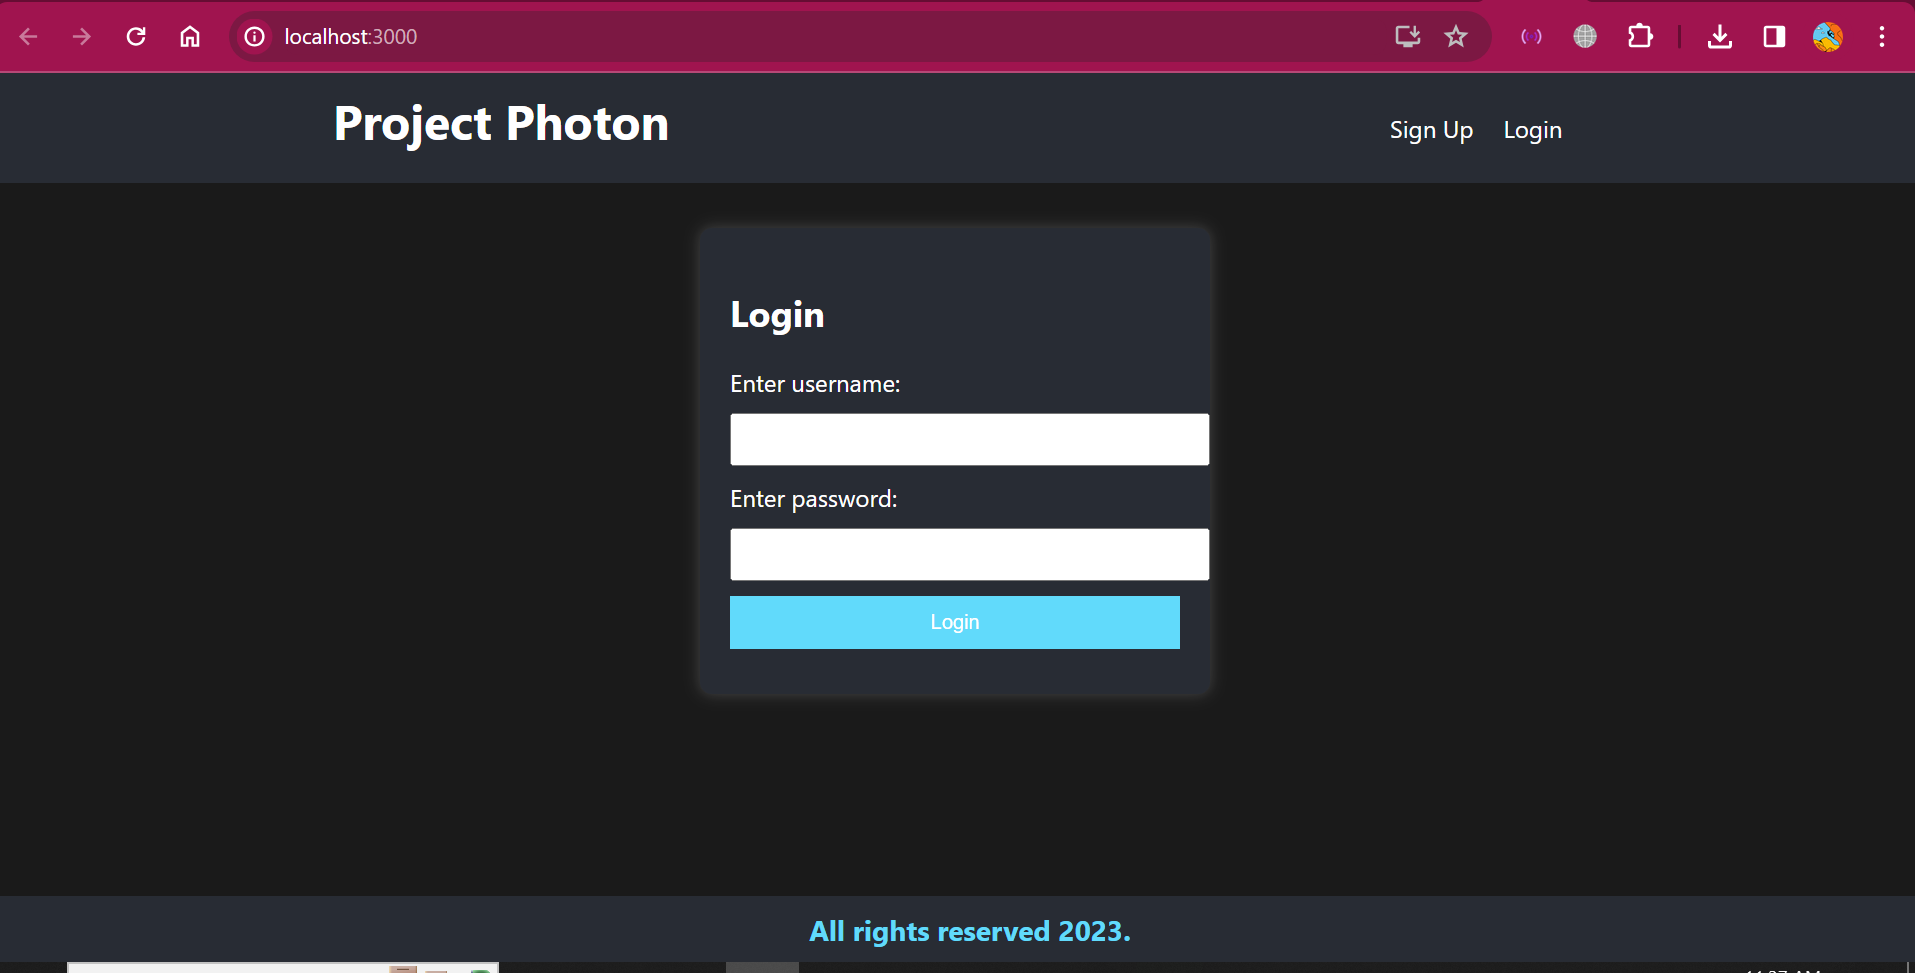 localhost:3000
Project Photon
Sign Up Login
Login
Enter username:
Enter password:
Login
All rights reserved 2023.